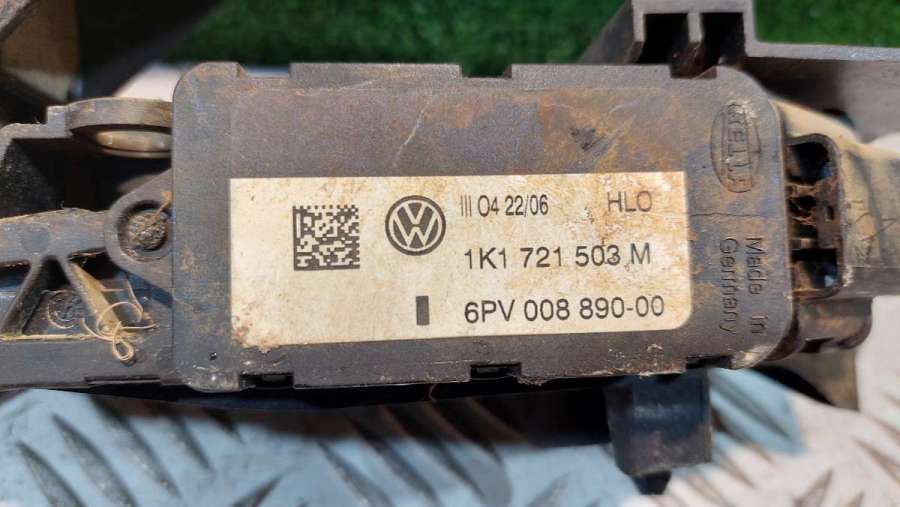 HELLA
III 04 22/06 HLO
1K1 721 503 M
6PV 008 890-00
Made in
Germany